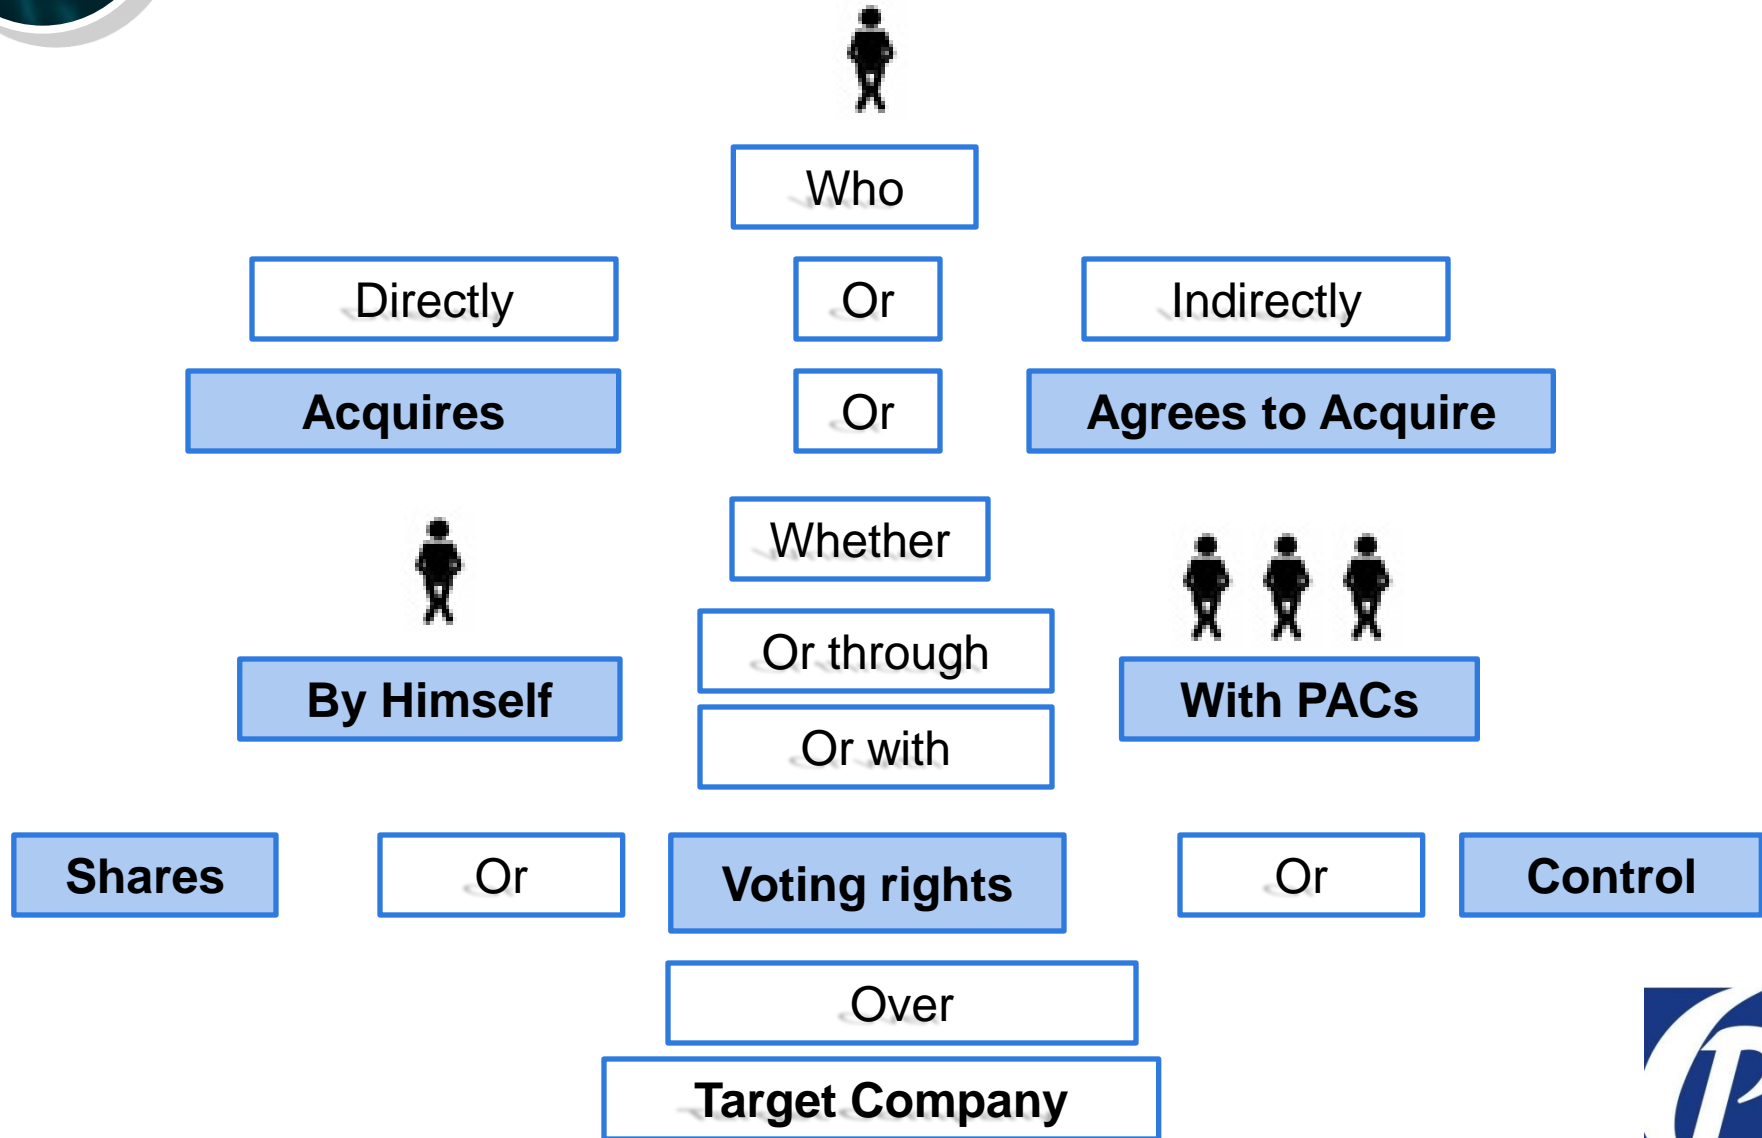 Who
Directly Or Indirectly
Acquires Or Agrees to Acquire
Whether
Or through
By Himself With PACs
Or with
Shares Or Voting rights Or Control
Over
Target Company
P